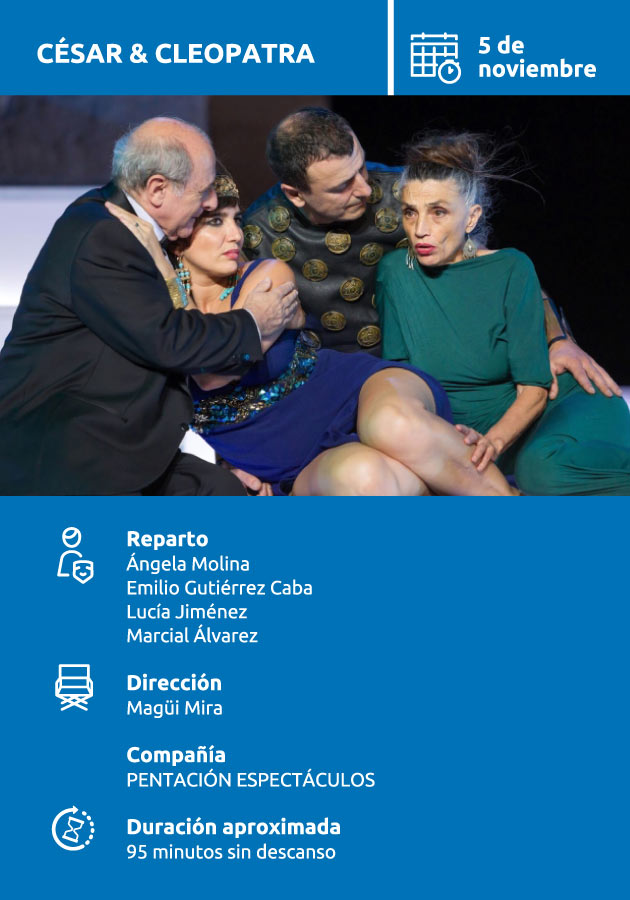 CÉSAR & CLEOPATRA
5 de
noviembre
Reparto
Ángela Molina
Emilio Gutiérrez Caba
Lucía Jiménez
Marcial Álvarez
Dirección
Magüi Mira
Compañía
PENTACIÓN ESPECTÁCULOS
Duración aproximada
95 minutos sin descanso